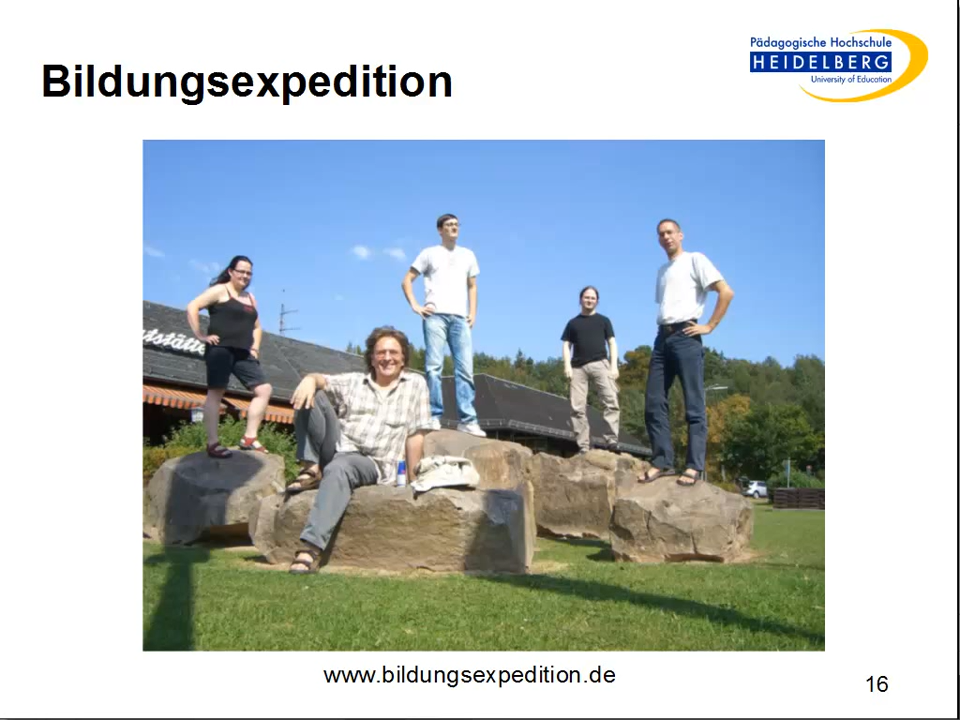 Pädagogische Hochschule
HEIDELBERG
University of Education
Bildungsexpedition
www.bildungsexpedition.de
16